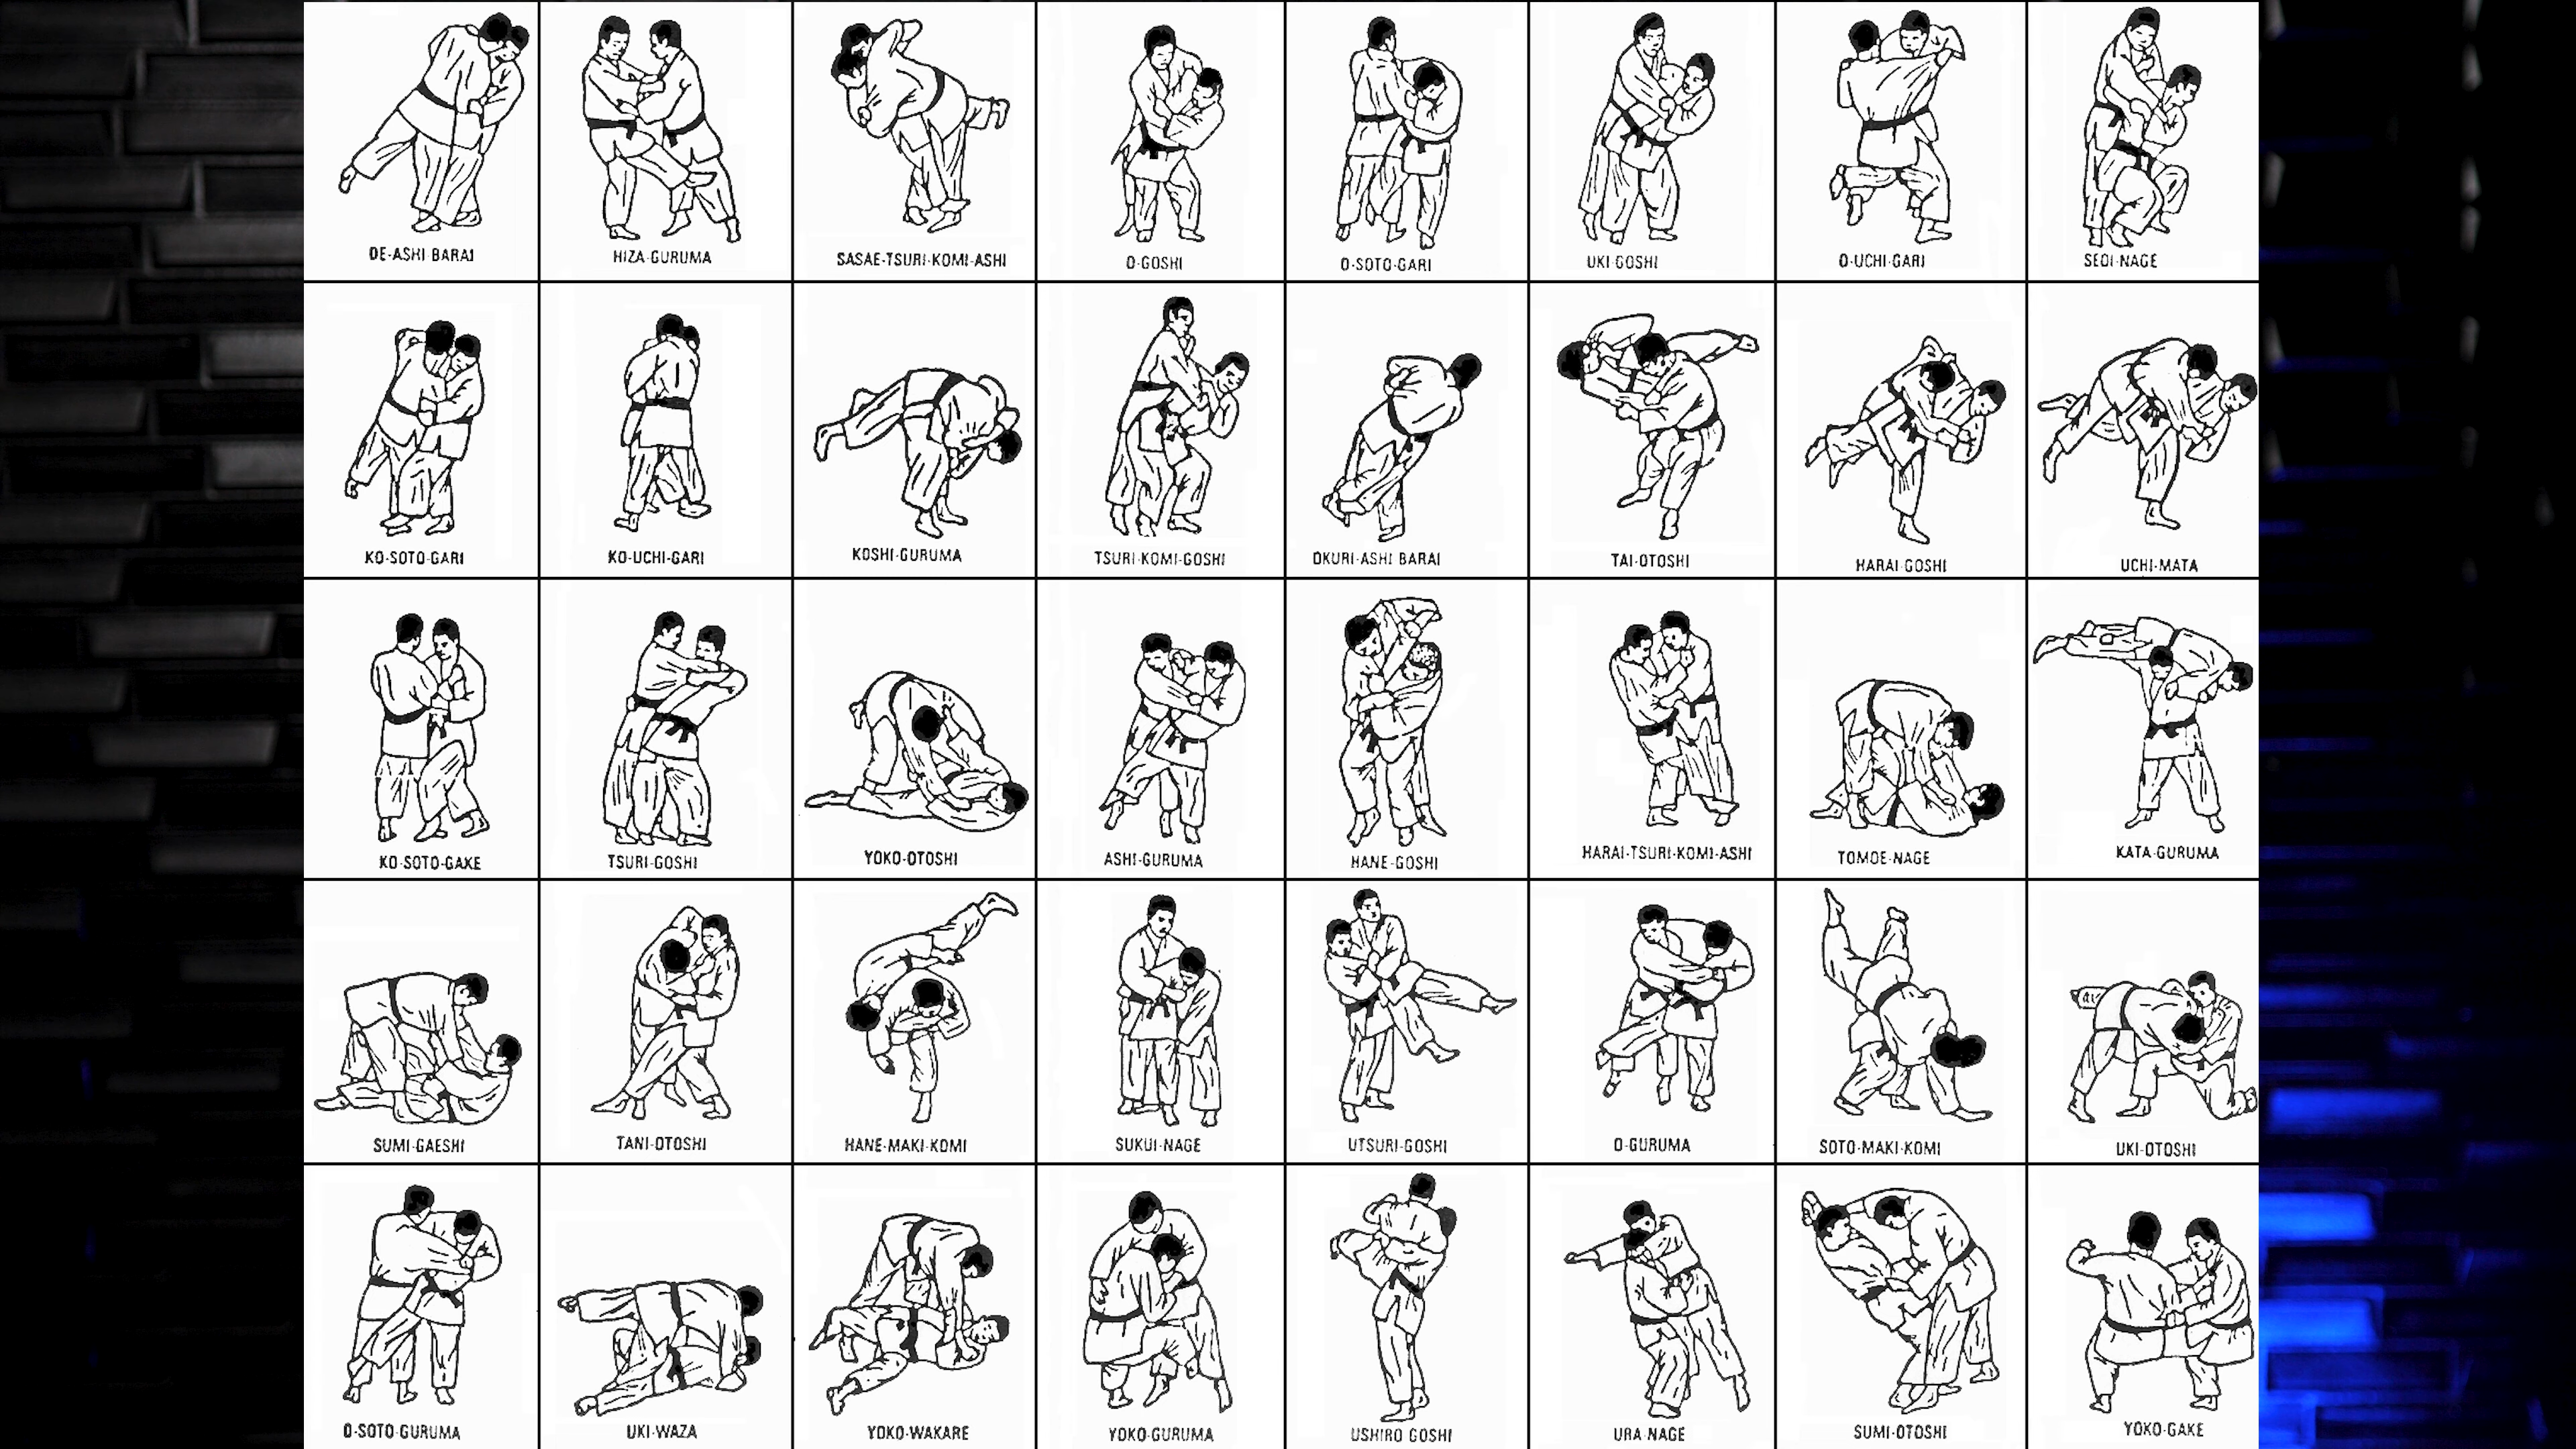 DE-ASHI-BARAI
HIZA-GURUMA
SASAE-TSURI-KOMI-ASHI
O-GOSHI
O-SOTO-GARI
UKI-GOSHI
O-UCHI-GARI
SEOI-NAGE
KO-SOTO-GARI
KO-UCHI-GARI
KOSHI-GURUMA
TSURI-KOMI-GOSHI
OKURI-ASHI BARAI
TAI-OTOSHI
HARAI-GOSHI
UCHI-MATA
KO-SOTO-GAKE
TSURI-GOSHI
YOKO-OTOSHI
ASHI-GURUMA
HANE-GOSHI
HARAI-TSURI-KOMI-ASHI
TOMOE-NAGE
KATA-GURUMA
SUMI-GAESHI
TANI-OTOSHI
HANE-MAKI-KOMI
SUKUI-NAGE
UTSURI-GOSHI
O-GURUMA
SOTO-MAKI-KOMI
UKI-OTOSHI
O-SOTO-GURUMA
UKI-WAZA
YOKO-WAKARE
YOKO-GURUMA
USHIRO GOSHI
URA-NAGE
SUMI-OTOSHI
YOKO-GAKE